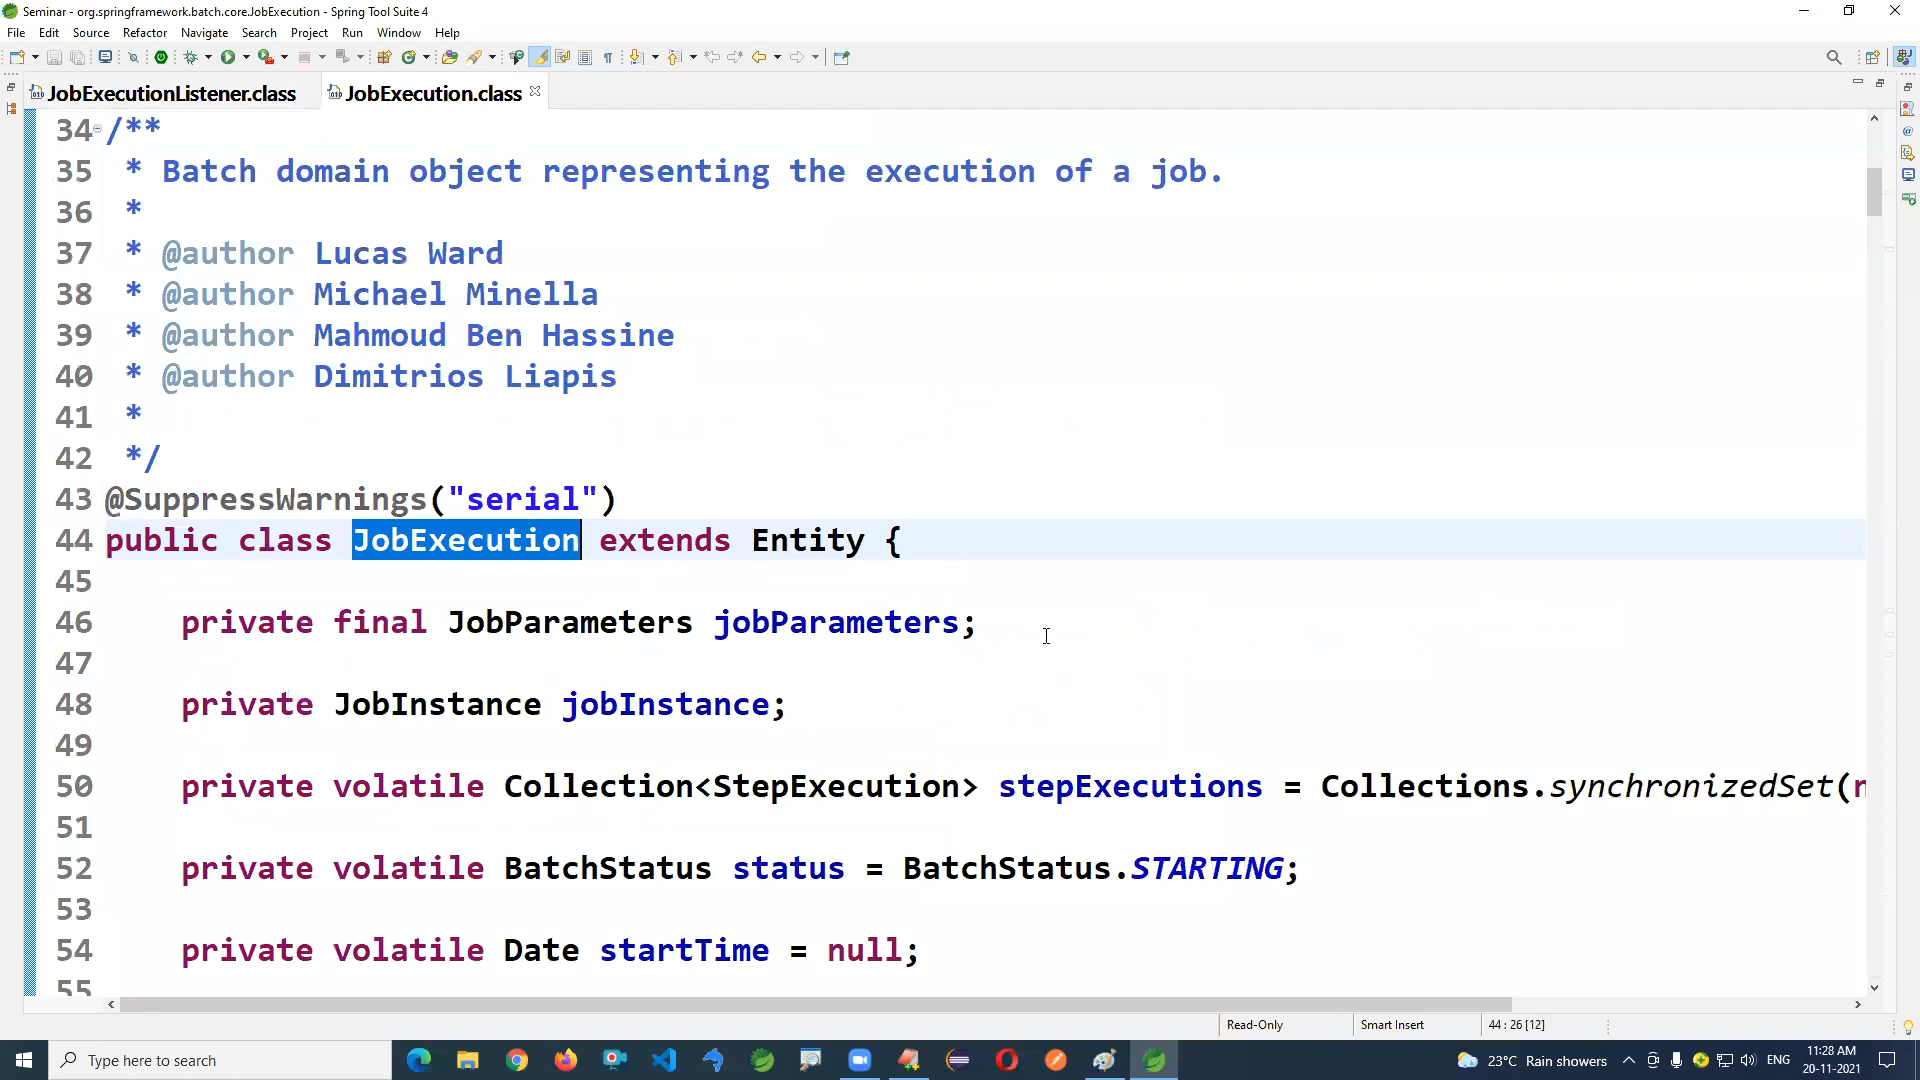 Seminar - org.springframework.batch.core.JobExecution - Spring Tool Suite 4
File Edit Source Refactor Navigate Search Project Run Window Help
JobExecutionListener.class JobExecution.class
34 /**
35 * Batch domain object representing the execution of a job.
36 *
37 * @author Lucas Ward
38 * @author Michael Minella
39 * @author Mahmoud Ben Hassine
40 * @author Dimitrios Liapis
41 *
42 */
43 @SuppressWarnings("serial")
44 public class JobExecution extends Entity {
45
46 private final JobParameters jobParameters;
47
48 private JobInstance jobInstance;
49
50 private volatile Collection<StepExecution> stepExecutions = Collections.synchronizedSet(n
51
52 private volatile BatchStatus status = BatchStatus.STARTING;
53
54 private volatile Date startTime = null;
55
Read-Only Smart Insert 44 : 26 [12]
Type here to search
23°C Rain showers ENG 11:28 AM
20-11-2021